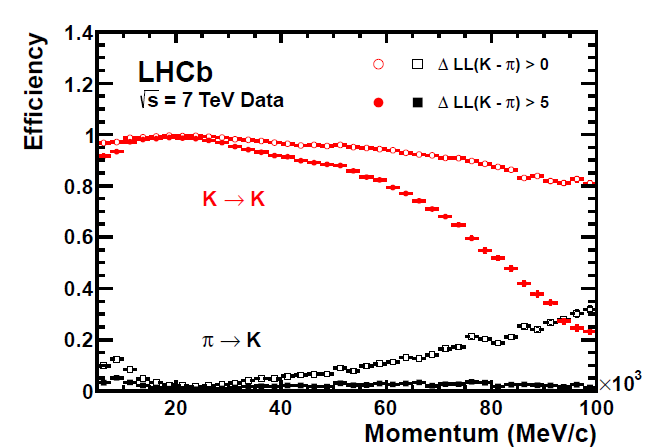 1.4
1.2
1
0.8
0.6
0.4
0.2
0
Efficiency
LHCb
√s = 7 TeV Data
Δ LL(K - π) > 0
Δ LL(K - π) > 5
K → K
π → K
20 40 60 80 100
×10³
Momentum (MeV/c)